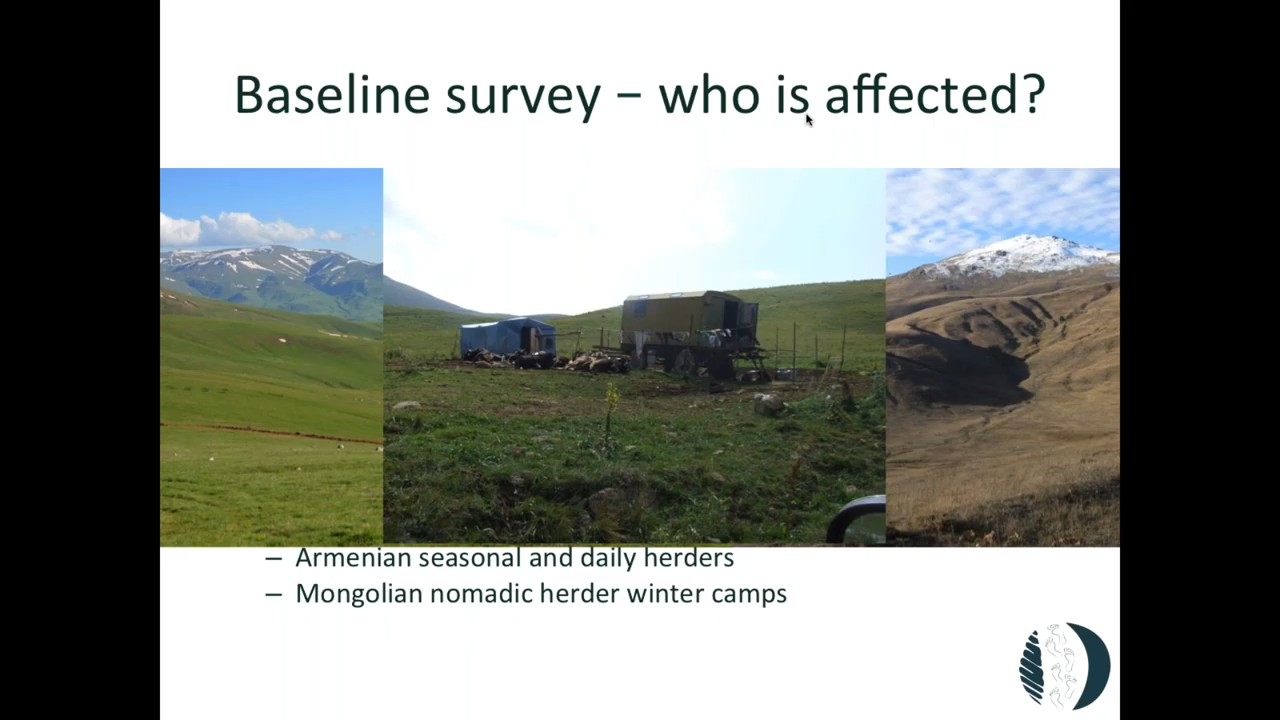 Baseline survey – who is affected?
– Armenian seasonal and daily herders
– Mongolian nomadic herder winter camps